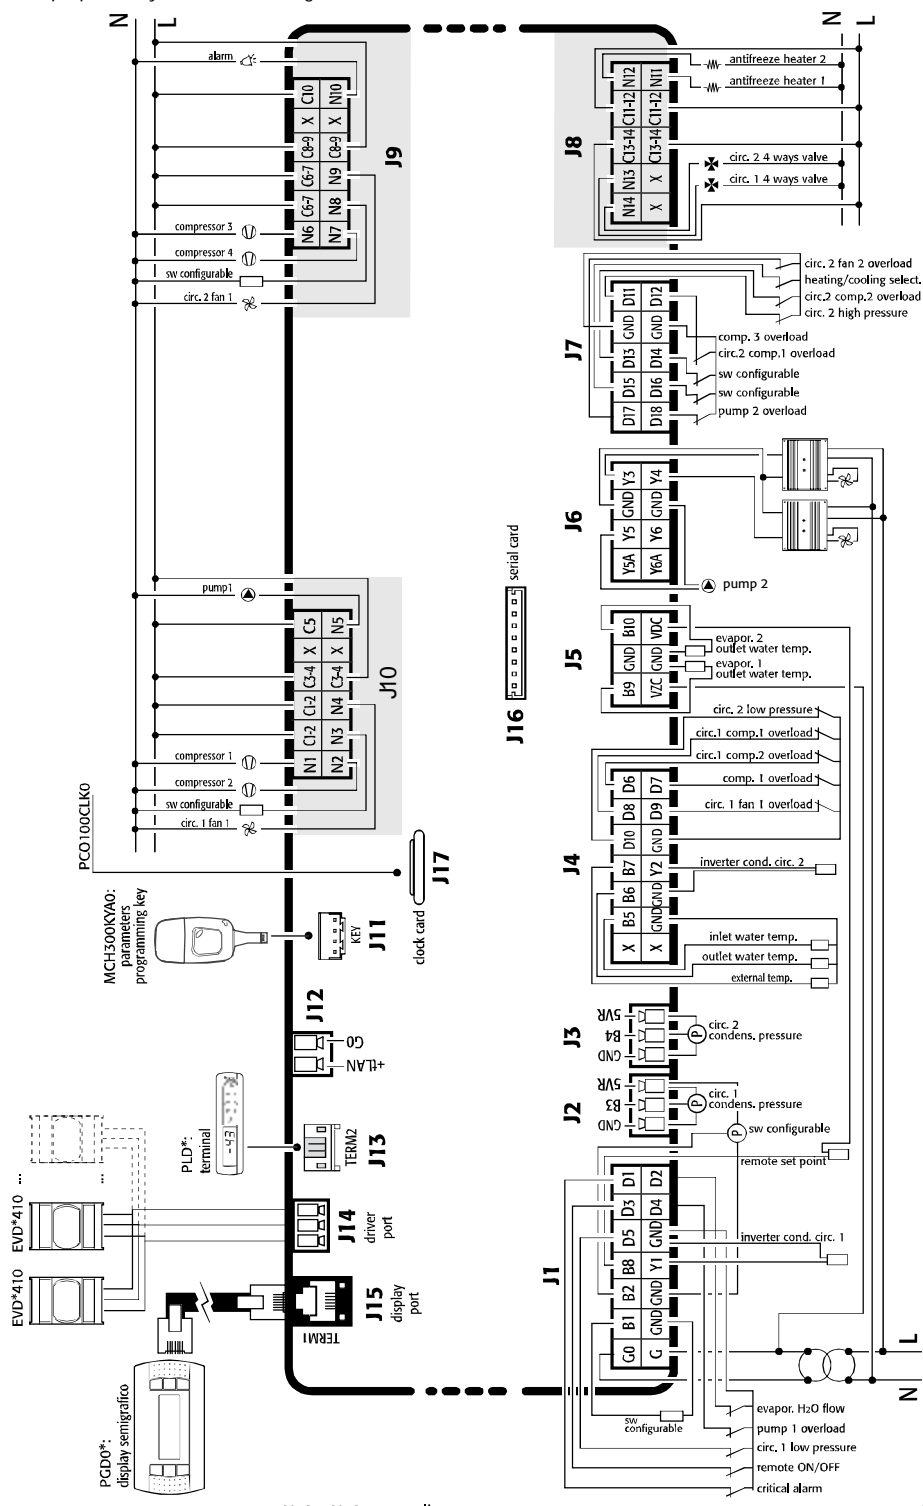 N
L
alarm
C10
N10
X
X
C8-9
C8-9
C6-7
N9
C6-7
N8
N6
N7
J9
compressor 3
compressor 4
sw configurable
circ. 2 fan 1
N12
N11
C11-12
C11-12
C13-14
C13-14
N13
X
N14
X
J8
N
L
antifreeze heater 2
antifreeze heater 1
circ. 2 4 ways valve
circ. 1 4 ways valve
D11
D12
GND
GND
D13
D14
D15
D16
D17
D18
J7
circ. 2 fan 2 overload
heating/cooling select.
circ.2 comp.2 overload
circ. 2 high pressure
comp. 3 overload
circ.2 comp.1 overload
sw configurable
sw configurable
pump 2 overload
Y3
Y4
GND
GND
Y5
Y6
Y5A
Y6A
J6
pump 2
J16
serial card
pump1
C5
N5
X
X
C3-4
C3-4
C1-2
N4
C1-2
N3
N1
N2
J10
compressor 1
compressor 2
sw configurable
circ. 1 fan 1
B10
VDC
GND
GND
B9
VZC
J5
evapor. 2
outlet water temp.
evapor. 1
outlet water temp.
circ. 2 low pressure
circ.1 comp.1 overload
circ.1 comp.2 overload
comp. 1 overload
circ. 1 fan 1 overload
D6
D7
D8
D9
D10
GND
B7
Y2
B6
GND
B5
GND
X
X
J4
inverter cond. circ. 2
inlet water temp.
outlet water temp.
external temp.
PCO100CLK0
J17
clock card
MCH300KYA0:
parameters
programming key
KEY
J11
J12
G0
+tLAN
5VR
B4
GND
J3
circ. 2
condens. pressure
5VR
B3
GND
J2
circ. 1
condens. pressure
sw configurable
remote set point
PLD*:
terminal
-43
TERM2
J13
...
...
EVD*410
EVD*410
J14
driver
port
J15
display
port
TERM1
PGD0*:
display semigrafico
D1
D2
D3
D4
D5
GND
B8
Y1
B2
GND
B1
GND
G0
G
J1
inverter cond. circ. 1
L
N
sw
configurable
evapor. H2O flow
pump 1 overload
circ. 1 low pressure
remote ON/OFF
critical alarm